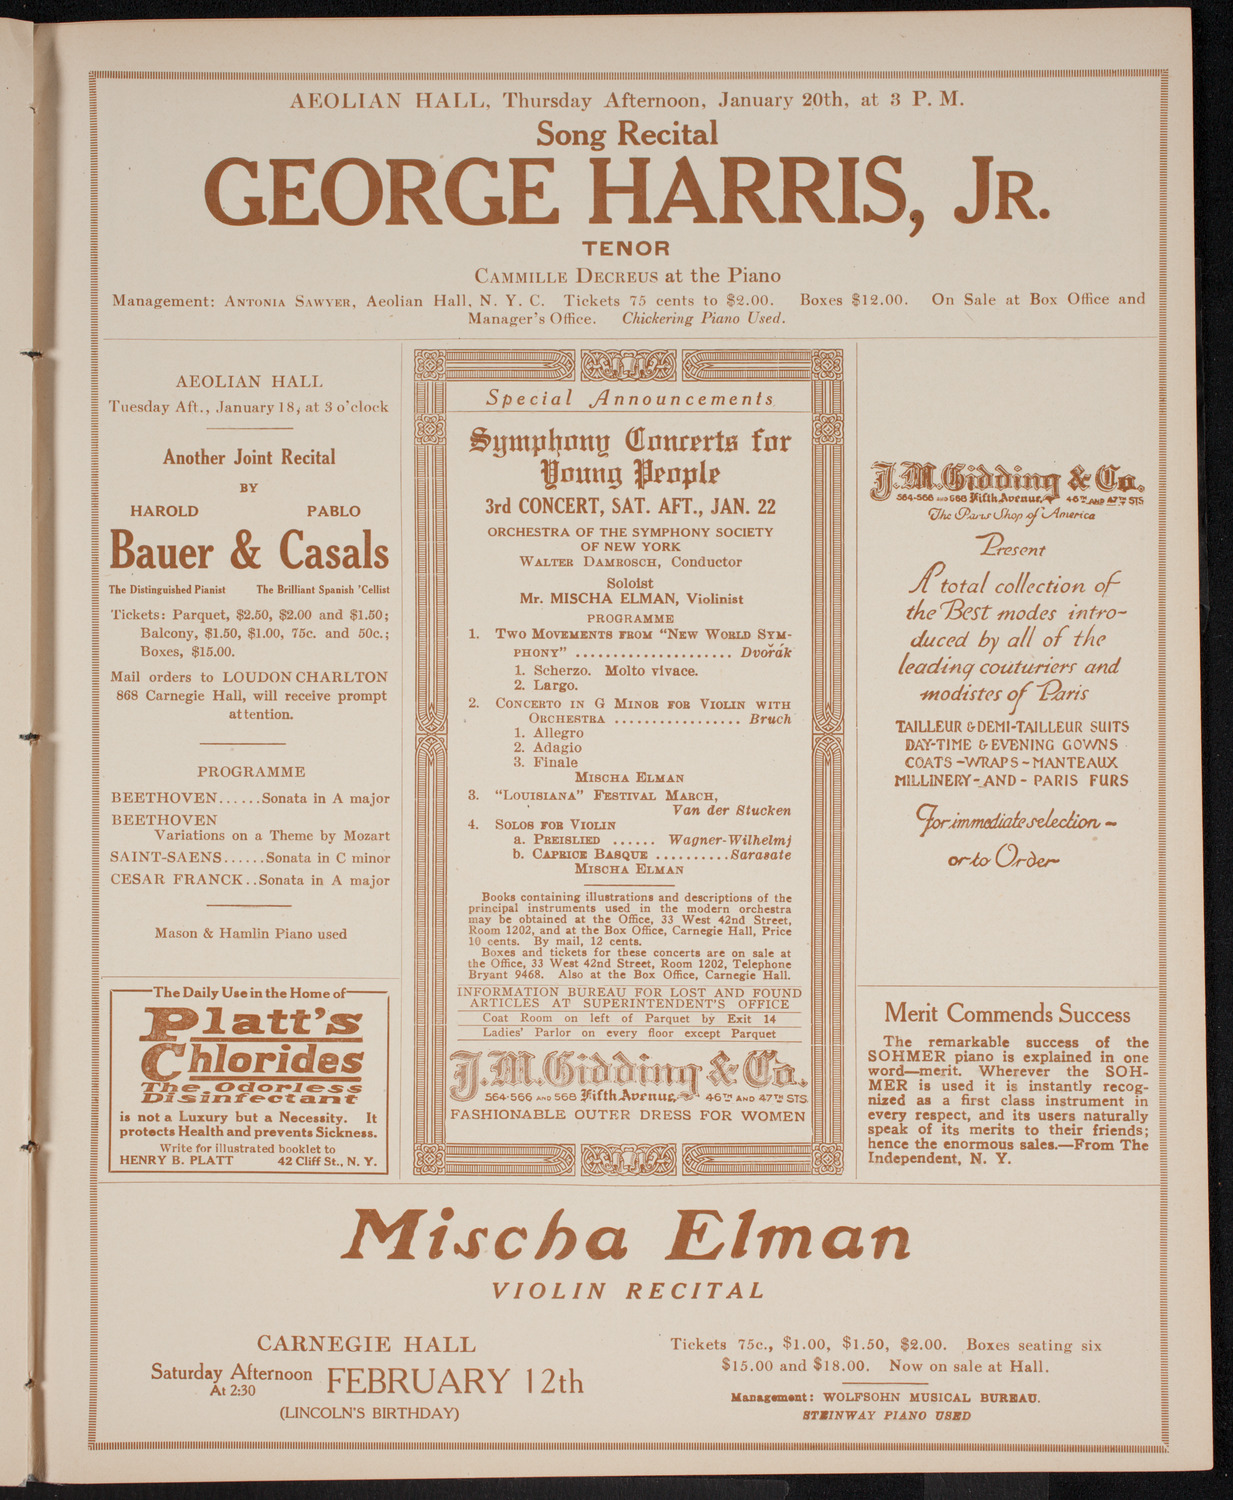 AEOLIAN HALL, Thursday Afternoon, January 20th, at 3 P. M.
Song Recital
GEORGE HARRIS, JR.
TENOR
CAMMILLE DECREUS at the Piano
Management: ANTONIA SAWYER, Aeolian Hall, N. Y. C. Tickets 75 cents to $2.00. Boxes $12.00. On Sale at Box Office and
Manager's Office. Chickering Piano Used.
AEOLIAN HALL
Tuesday Aft., January 18, at 3 o'clock
Another Joint Recital
BY
HAROLD PABLO
Bauer & Casals
The Distinguished Pianist The Brilliant Spanish 'Cellist
Tickets: Parquet, $2.50, $2.00 and $1.50;
Balcony, $1.50, $1.00, 75c. and 50c.;
Boxes, $15.00.
Mail orders to LOUDON CHARLTON
868 Carnegie Hall, will receive prompt
attention.
PROGRAMME
BEETHOVEN......Sonata in A major
BEETHOVEN
Variations on a Theme by Mozart
SAINT-SAENS......Sonata in C minor
CESAR FRANCK..Sonata in A major
Mason & Hamlin Piano used
The Daily Use in the Home of
Platt's
Chlorides
The Odorless
Disinfectant
is not a Luxury but a Necessity. It
protects Health and prevents Sickness.
Write for illustrated booklet to
HENRY B. PLATT 42 Cliff St., N. Y.
Special Announcements
Symphony Concerts for
Young People
3rd CONCERT, SAT. AFT., JAN. 22
ORCHESTRA OF THE SYMPHONY SOCIETY
OF NEW YORK
WALTER DAMROSCH, Conductor
Soloist
Mr. MISCHA ELMAN, Violinist
PROGRAMME
1. TWO MOVEMENTS FROM "NEW WORLD SYM-
PHONY" .................... Dvořák
1. Scherzo. Molto vivace.
2. Largo.
2. CONCERTO IN G MINOR FOR VIOLIN WITH
ORCHESTRA ................ Bruch
1. Allegro
2. Adagio
3. Finale
MISCHA ELMAN
3. "LOUISIANA" FESTIVAL MARCH,
Van der Stucken
4. SOLOS FOR VIOLIN
a. PREISLIED ...... Wagner-Wilhelmj
b. CAPRICE BASQUE ..........Sarasate
MISCHA ELMAN
Books containing illustrations and descriptions of the
principal instruments used in the modern orchestra
may be obtained at the Office, 33 West 42nd Street,
Room 1202, and at the Box Office, Carnegie Hall, Price
10 cents. By mail, 12 cents.
Boxes and tickets for these concerts are on sale at
the Office, 33 West 42nd Street, Room 1202, Telephone
Bryant 9468. Also at the Box Office, Carnegie Hall.
INFORMATION BUREAU FOR LOST AND FOUND
ARTICLES AT SUPERINTENDENT'S OFFICE
Coat Room on left of Parquet by Exit 14
Ladies' Parlor on every floor except Parquet
J. M. Gidding & Co.
564-566 AND 568 Fifth Avenue, 46TH AND 47TH STS.
FASHIONABLE OUTER DRESS FOR WOMEN
J. M. Gidding & Co.
564-566 AND 568 Fifth Avenue, 46TH AND 47TH STS
The Paris Shop of America
Present
A total collection of
the Best modes intro-
duced by all of the
leading couturiers and
modistes of Paris
TAILLEUR & DEMI-TAILLEUR SUITS
DAY-TIME & EVENING GOWNS
COATS - WRAPS - MANTEAUX
MILLINERY - AND - PARIS FURS
For immediate selection -
or to Order
Merit Commends Success
The remarkable success of the
SOHMER piano is explained in one
word—merit. Wherever the SOH-
MER is used it is instantly recog-
nized as a first class instrument in
every respect, and its users naturally
speak of its merits to their friends;
hence the enormous sales.—From The
Independent, N. Y.
Mischa Elman
VIOLIN RECITAL
CARNEGIE HALL
Saturday Afternoon
At 2:30
FEBRUARY 12th
(LINCOLN'S BIRTHDAY)
Tickets 75c., $1.00, $1.50, $2.00. Boxes seating six
$15.00 and $18.00. Now on sale at Hall.
Management: WOLFSOHN MUSICAL BUREAU.
STEINWAY PIANO USED